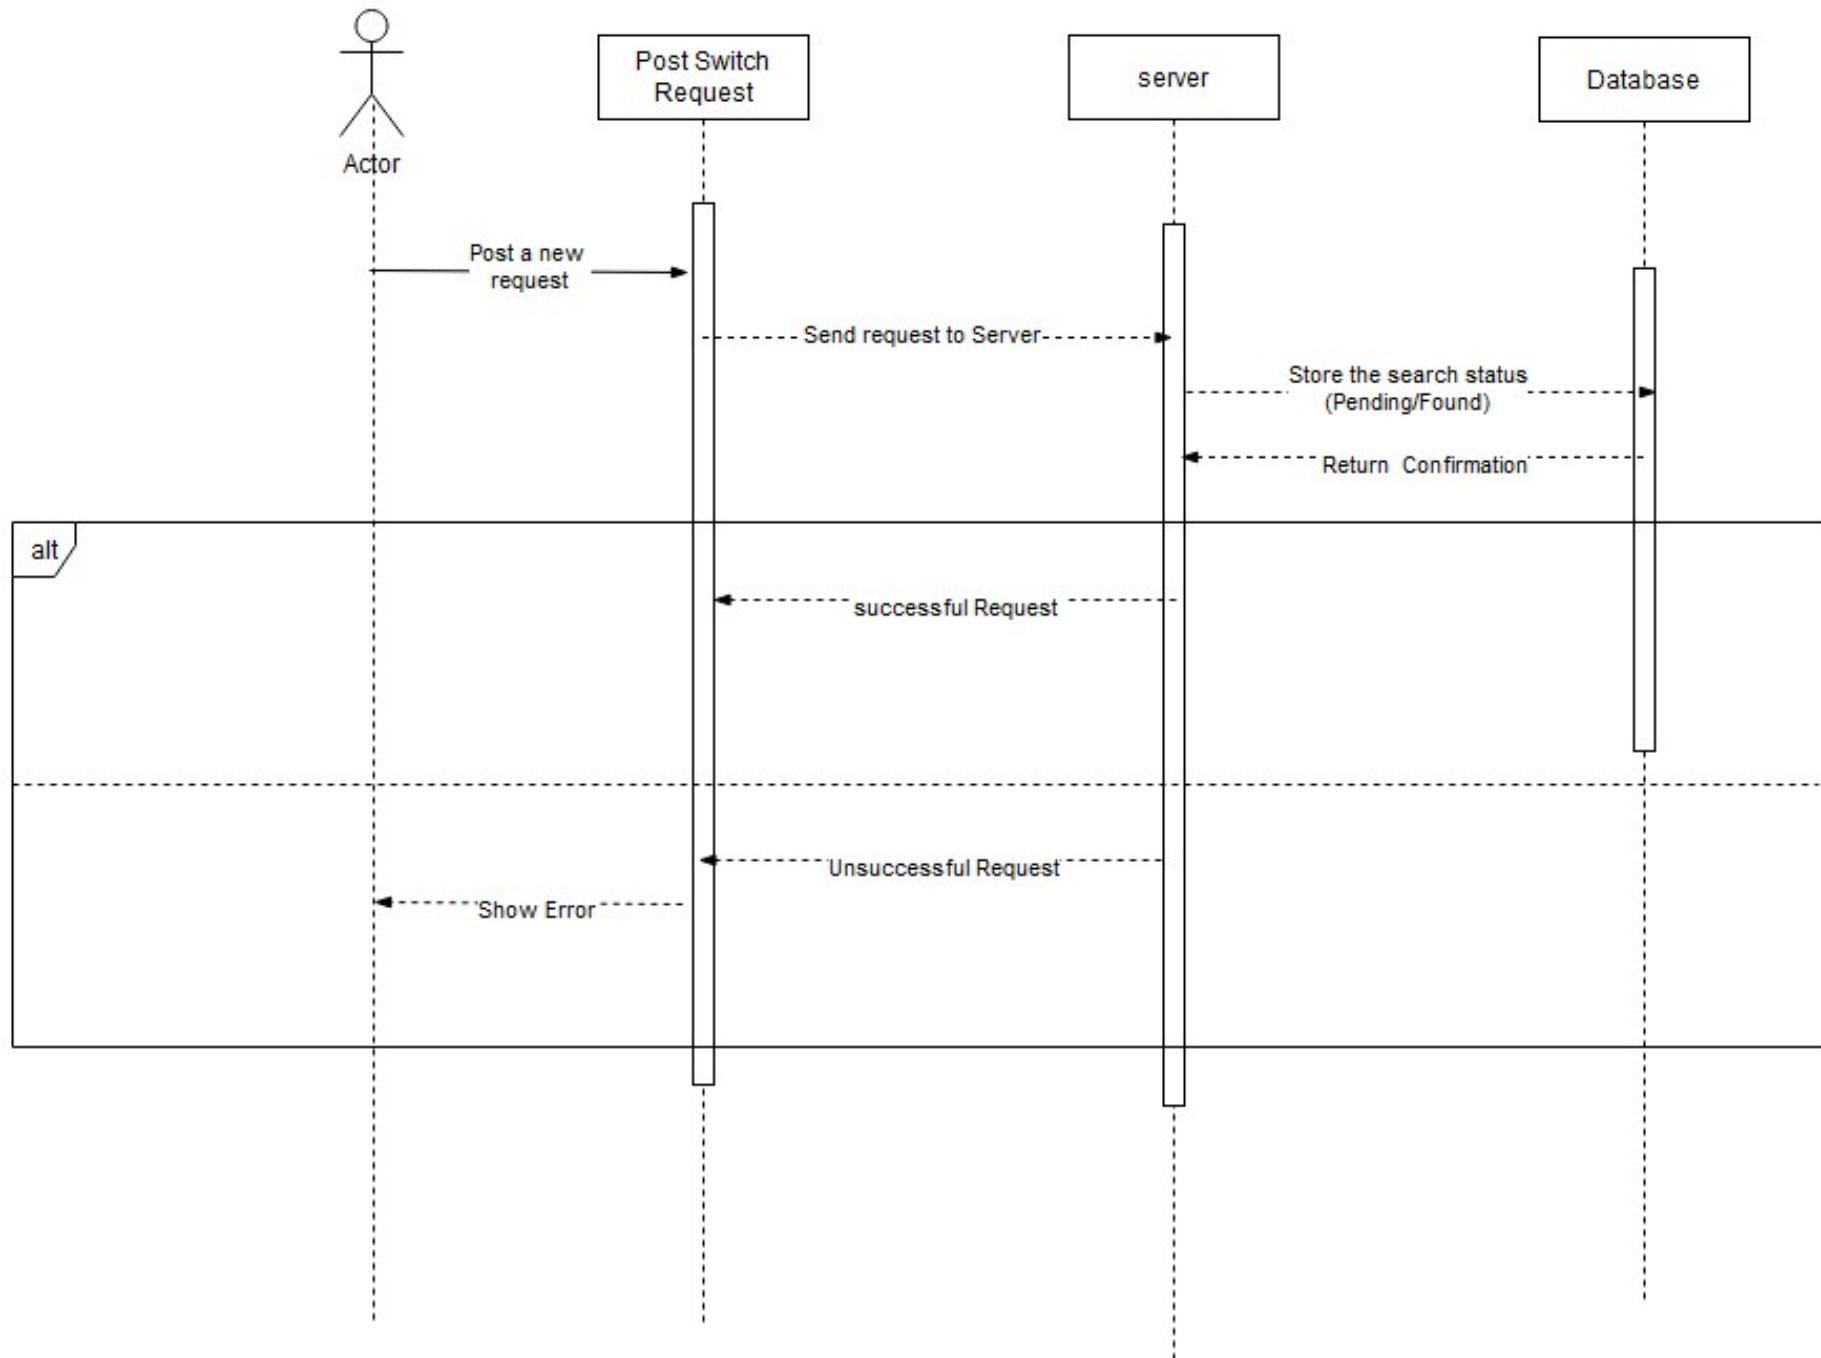 Post Switch
Request
server
Database
Actor
Post a new
request
Send request to Server
Store the search status
(Pending/Found)
Return  Confirmation
alt
successful Request
Unsuccessful Request
Show Error